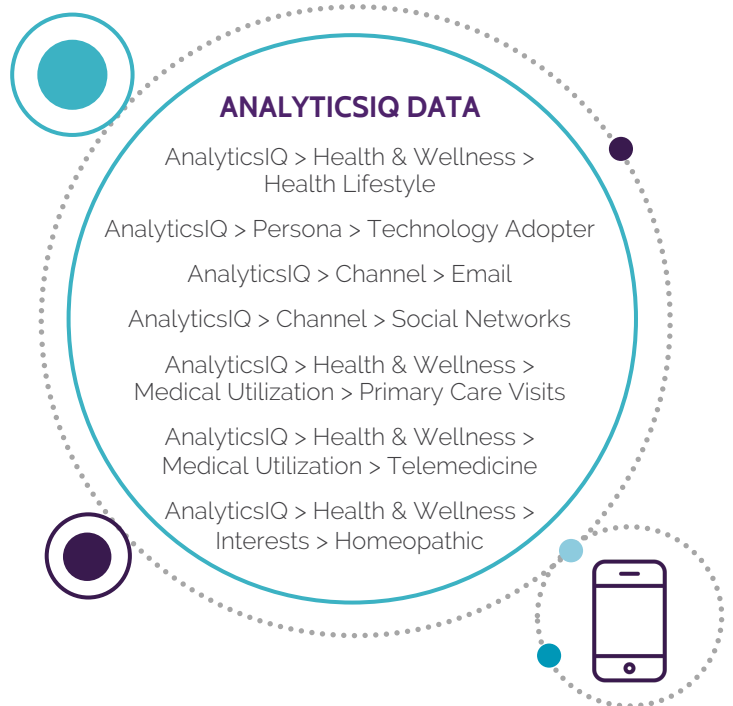 ANALYTICSIQ DATA
AnalyticsIQ > Health & Wellness >
Health Lifestyle
AnalyticsIQ > Persona > Technology Adopter
AnalyticsIQ > Channel > Email
AnalyticsIQ > Channel > Social Networks
AnalyticsIQ > Health & Wellness >
Medical Utilization > Primary Care Visits
AnalyticsIQ > Health & Wellness >
Medical Utilization > Telemedicine
AnalyticsIQ > Health & Wellness >
Interests > Homeopathic